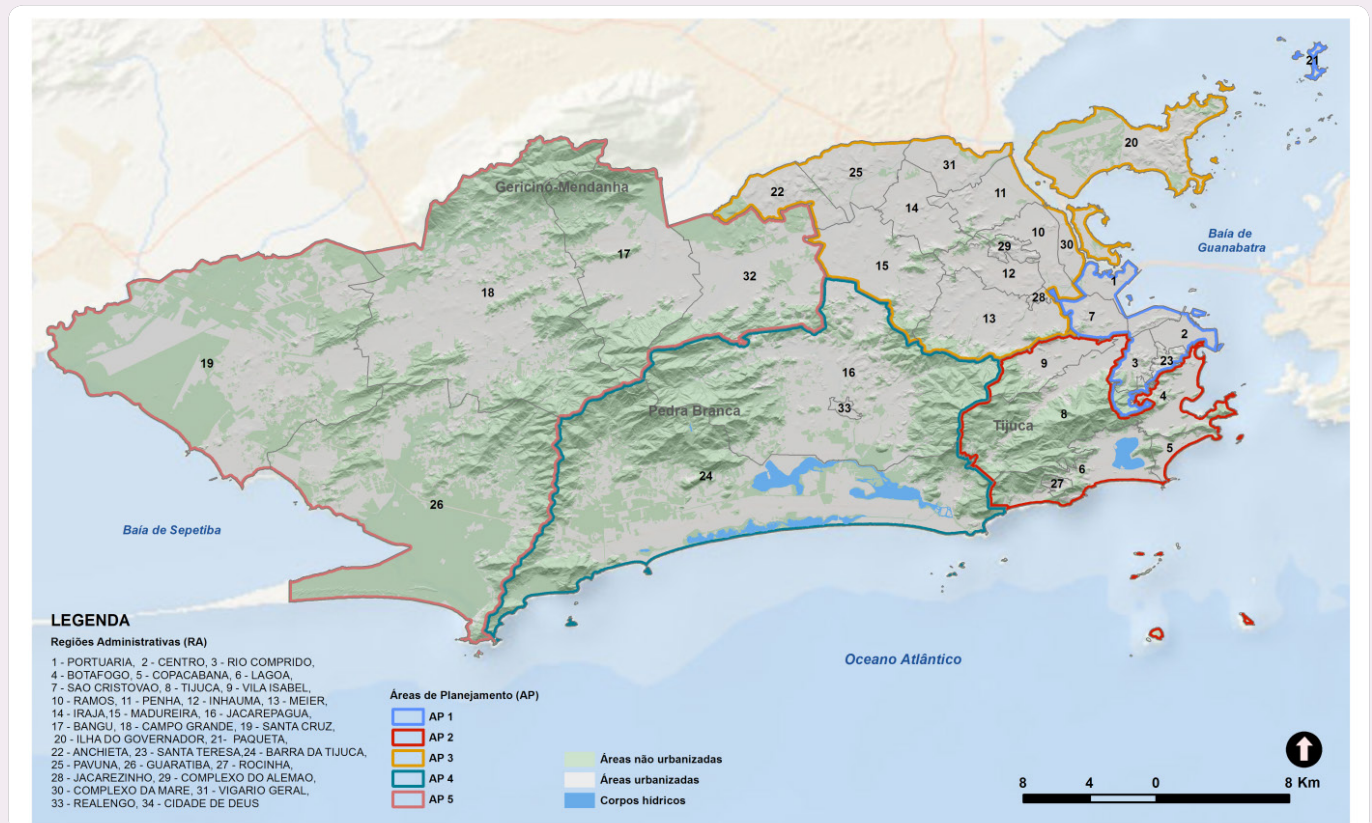 21
20
31
25
22
11
14
Gericinó-Mendanha
10
Baía de
Guanabatra
29
30
17
15
32
12
1
18
28
7
13
2
19
9
3
23
16
4
33
Pedra Branca
8
Tijuca
5
6
24
27
26
Baía de Sepetiba
Oceano Atlântico
LEGENDA
Regiões Administrativas (RA)
1 - PORTUARIA, 2 - CENTRO, 3 - RIO COMPRIDO,
4 - BOTAFOGO, 5 - COPACABANA, 6 - LAGOA,
7 - SAO CRISTOVAO, 8 - TIJUCA, 9 - VILA ISABEL,
10 - RAMOS, 11 - PENHA, 12 - INHAUMA, 13 - MEIER,
14 - IRAJA,15 - MADUREIRA, 16 - JACAREPAGUA,
17 - BANGU, 18 - CAMPO GRANDE, 19 - SANTA CRUZ,
20 - ILHA DO GOVERNADOR, 21- PAQUETA,
22 - ANCHIETA, 23 - SANTA TERESA,24 - BARRA DA TIJUCA,
25 - PAVUNA, 26 - GUARATIBA, 27 - ROCINHA,
28 - JACAREZINHO, 29 - COMPLEXO DO ALEMAO,
30 - COMPLEXO DA MARE, 31 - VIGARIO GERAL,
33 - REALENGO, 34 - CIDADE DE DEUS
Áreas de Planejamento (AP)
AP 1
AP 2
AP 3
AP 4
AP 5
Áreas não urbanizadas
Áreas urbanizadas
Corpos hídricos
8 4 0 8 Km